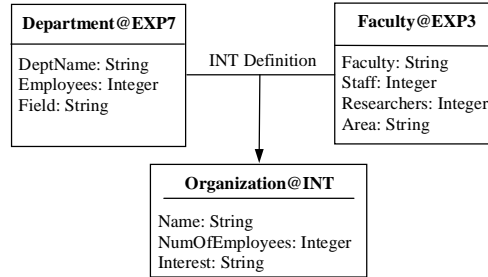 Department@EXP7
DeptName: String
Employees: Integer
Field: String
INT Definition
Faculty@EXP3
Faculty: String
Staff: Integer
Researchers: Integer
Area: String
Organization@INT
Name: String
NumOfEmployees: Integer
Interest: String